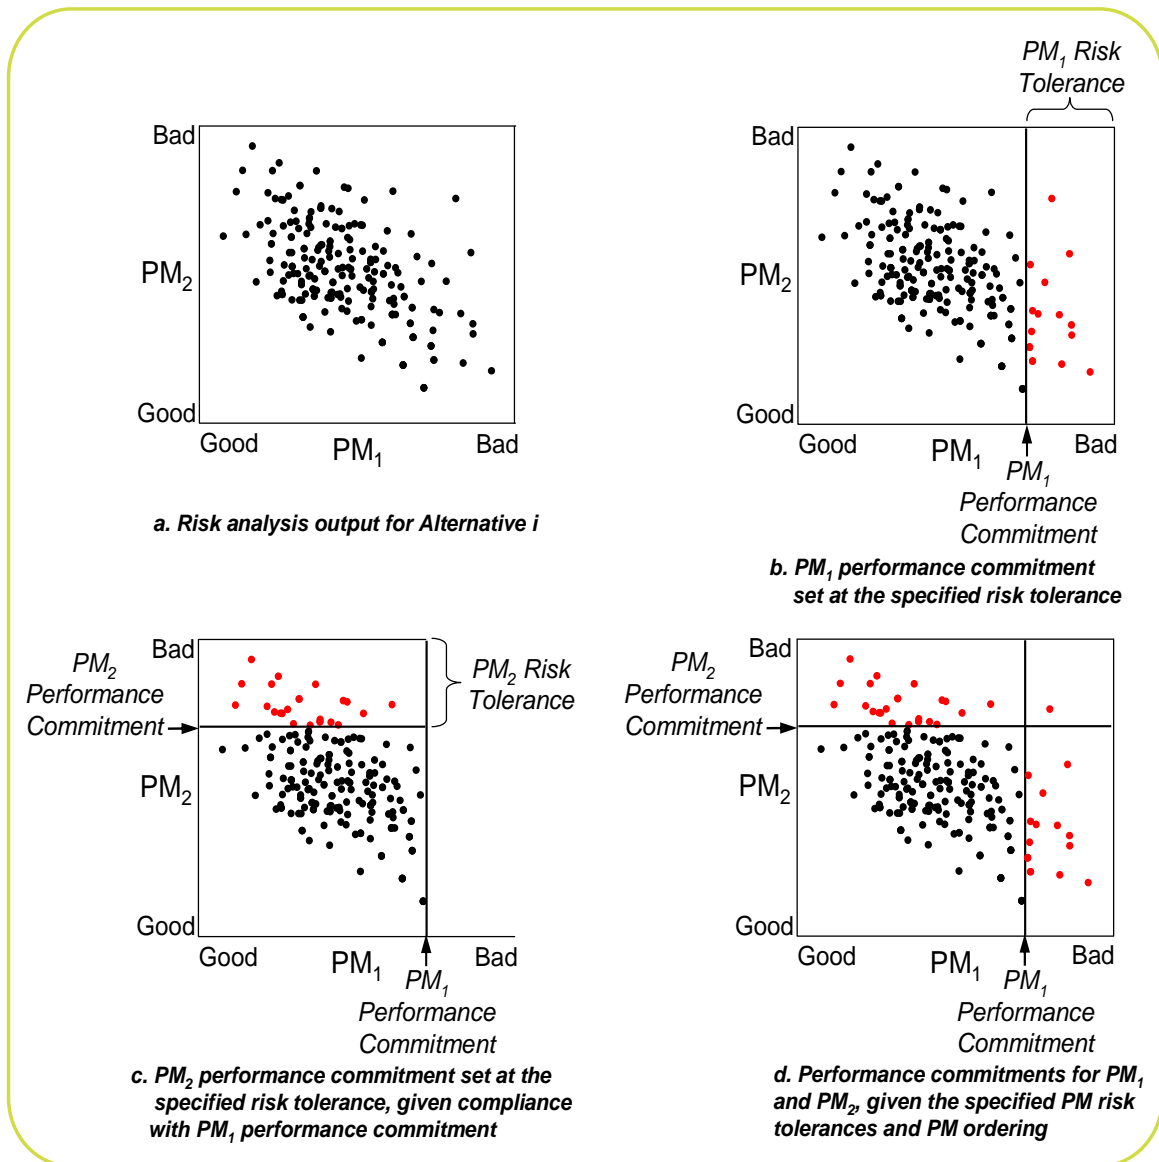 Bad
PM2
Good
Good
PM1
Bad
a. Risk analysis output for Alternative i
PM1 Risk
Tolerance
Bad
PM2
Good
Good
PM1
Bad
PM1
Performance
Commitment
b. PM1 performance commitment
set at the specified risk tolerance
PM2
Performance
Commitment
Bad
PM2 Risk
Tolerance
PM2
Good
Good
PM1
Bad
PM1
Performance
Commitment
c. PM2 performance commitment set at the
specified risk tolerance, given compliance
with PM1 performance commitment
PM2
Performance
Commitment
Bad
PM2
Good
Good
PM1
Bad
PM1
Performance
Commitment
d. Performance commitments for PM1
and PM2, given the specified PM risk
tolerances and PM ordering